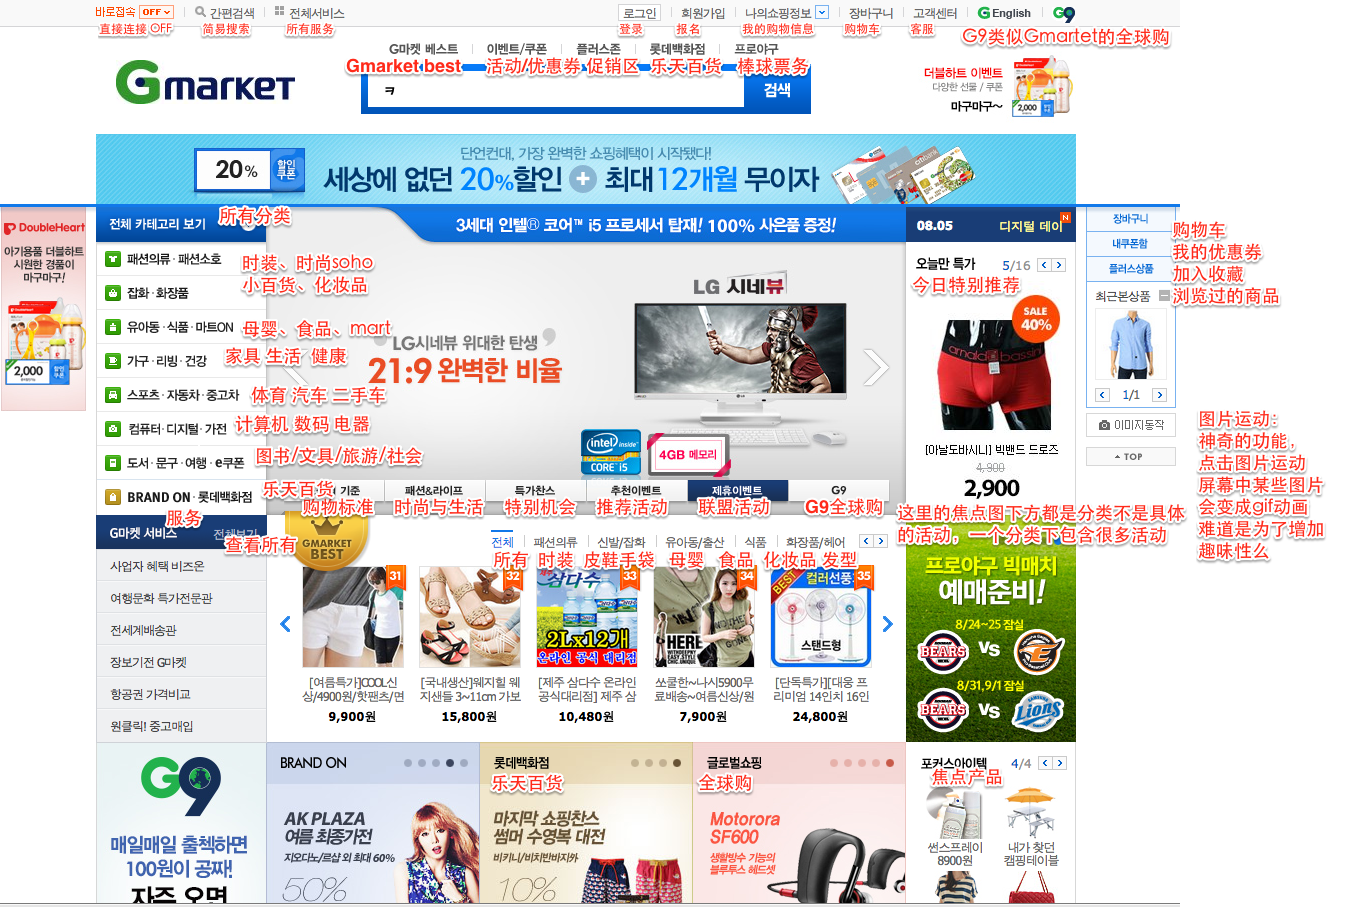 바로접속 OFF
간편검색
전체서비스
로그인
회원가입
나의쇼핑정보
장바구니
고객센터
English
G9
直接连接 OFF
简易搜索
所有服务
登录
报名
我的购物信息
购物车
客服
G9类似Gmartet的全球购
G마켓 베스트
이벤트/쿠폰
플러스존
롯데백화점
프로야구
Gmarket best
活动/优惠券
促销区
乐天百货
棒球票务
Gmarket
ㅋ
검색
더블하트 이벤트
다양한 선물 / 쿠폰
마구마구~
2,000
20% 할인쿠폰
단언컨대, 가장 완벽한 쇼핑혜택이 시작됐다!
세상에 없던 20%할인 + 최대12개월 무이자
DoubleHeart
아기용품 더블하트
시원한 경품이
마구마구!
2,000
할인쿠폰
전체 카테고리 보기
所有分类
패션의류 · 패션소호
时装、时尚soho
잡화 · 화장품
小百货、化妆品
유아동 · 식품 · 마트ON
母婴、食品、mart
가구 · 리빙 · 건강
家具 生活 健康
스포츠 · 자동차 · 중고차
体育 汽车 二手车
컴퓨터 · 디지털 · 가전
计算机 数码 电器
도서 · 문구 · 여행 · e쿠폰
图书/文具/旅游/社会
BRAND ON · 롯데백화점
乐天百货
3세대 인텔® 코어™ i5 프로세서 탑재! 100% 사은품 증정!
LG 시네뷰
LG시네뷰 위대한 탄생
21:9 완벽한 비율
intel inside
CORE i5
4GB 메모리
기준
패션&라이프
특가찬스
추천이벤트
제휴이벤트
G9
购物标准
时尚与生活
特别机会
推荐活动
联盟活动
G9全球购
08.05
디지털 데이
N
오늘만 특가
5/16
今日特别推荐
SALE
40%
arnaldo bassini
[아날도바시니] 빅밴드 드로즈
4,900
2,900
这里的焦点图下方都是分类不是具体
的活动，一个分类下包含很多活动
장바구니
내쿠폰함
플러스상품
최근본상품
1/1
이미지동작
TOP
购物车
我的优惠券
加入收藏
浏览过的商品
图片运动：
神奇的功能，
点击图片运动
屏幕中某些图片
会变成gif动画
难道是为了增加
趣味性么
服务
G마켓 서비스
전체보기
查看所有
사업자 혜택 비즈온
여행문화 특가전문관
전세계배송관
장보기전 G마켓
항공권 가격비교
원클릭! 중고매입
GMARKET
BEST
전체
패션의류
신발/잡화
유아동/출산
식품
화장품/헤어
所有
时装
皮鞋手袋
母婴
食品
化妆品 发型
31
32
33
34
35
삼다수
2Lx12개
온라인 공식 대리점
HERE
BEST
컬러선풍
스탠드형
[여름특가]COOL신
상/4900원/핫팬츠/면
9,900원
[국내생산]웨지힐 웨
지샌들 3~11cm 가보
15,800원
[제주 삼다수 온라인
공식대리점] 제주 삼
10,480원
쏘쿨한~나시5900무
료배송~여름신상/원
7,900원
[단독특가][대웅 프
리미엄 14인치 16인
24,800원
프로야구 빅매치
예매준비!
8/24~25 잠실
BEARS
VS
8/31,9/1 잠실
BEARS
VS
Lions
G9
매일매일 출첵하면
100원이 공짜!
자주 오면
BRAND ON
AK PLAZA
여름 최종가전
지오다노/르샵 외 최대 60%
50%
롯데백화점
乐天百货
마지막 쇼핑찬스
썸머 수영복 대전
비키니/비치반바지外
10%
글로벌쇼핑
全球购
Motorora
SF600
생활방수 기능의
블루투스 헤드셋
포커스아이템
4/4
焦点产品
썬스프레이
8900원
내가 찾던
캠핑테이블